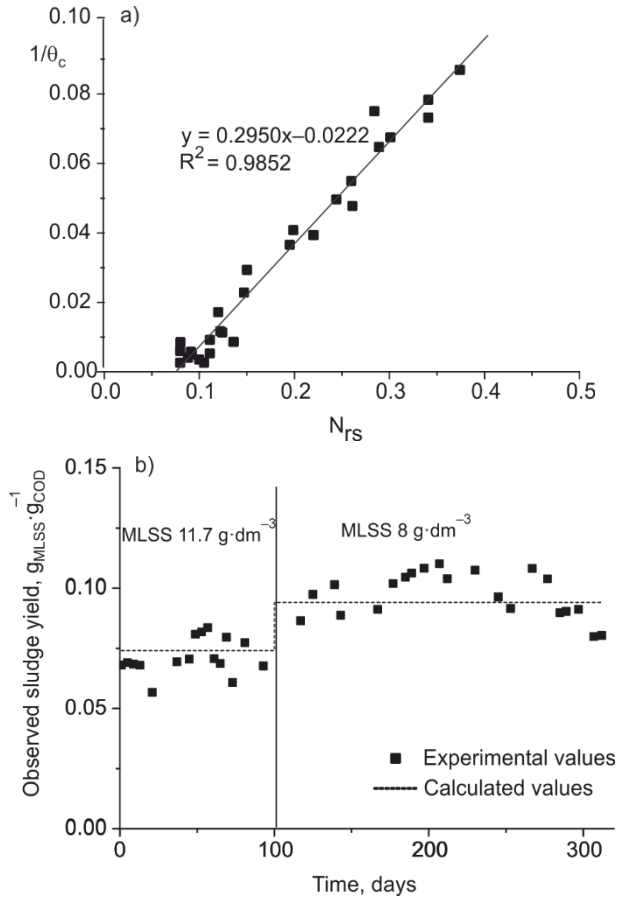 a)
1/θc
0.10
0.08
0.06
0.04
0.02
0.00
y = 0.2950x–0.0222
R² = 0.9852
0.0 0.1 0.2 0.3 0.4 0.5
Nrs
b)
Observed sludge yield, gMLSS·gCOD⁻¹
0.15
0.10
0.05
0.00
MLSS 11.7 g·dm⁻³
MLSS 8 g·dm⁻³
Experimental values
Calculated values
0 100 200 300
Time, days